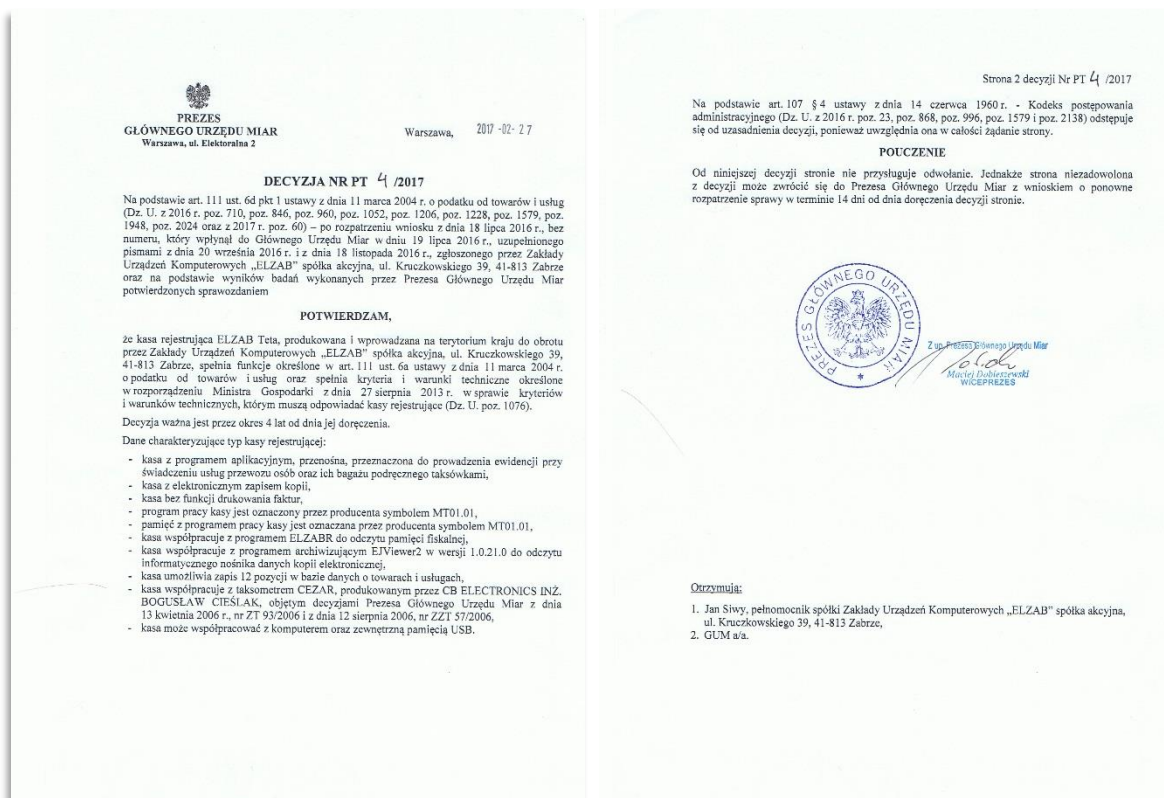 PREZES
GŁÓWNEGO URZĘDU MIAR
Warszawa, ul. Elektoralna 2
Warszawa, 2017 -02- 27
DECYZJA NR PT 4 /2017
Na podstawie art. 111 ust. 6d pkt 1 ustawy z dnia 11 marca 2004 r. o podatku od towarów i usług
(Dz. U. z 2016 r. poz. 710, poz. 846, poz. 960, poz. 1052, poz. 1206, poz. 1228, poz. 1579, poz.
1948, poz. 2024 oraz z 2017 r. poz. 60) – po rozpatrzeniu wniosku z dnia 18 lipca 2016 r., bez
numeru, który wpłynął do Głównego Urzędu Miar w dniu 19 lipca 2016 r., uzupełnionego
pismami z dnia 20 września 2016 r. i z dnia 18 listopada 2016 r., zgłoszonego przez Zakłady
Urządzeń Komputerowych „ELZAB” spółka akcyjna, ul. Kruczkowskiego 39, 41-813 Zabrze
oraz na podstawie wyników badań wykonanych przez Prezesa Głównego Urzędu Miar
potwierdzonych sprawozdaniem
POTWIERDZAM,
że kasa rejestrująca ELZAB Teta, produkowana i wprowadzana na terytorium kraju do obrotu
przez Zakłady Urządzeń Komputerowych „ELZAB” spółka akcyjna, ul. Kruczkowskiego 39,
41-813 Zabrze, spełnia funkcje określone w art. 111 ust. 6a ustawy z dnia 11 marca 2004 r.
o podatku od towarów i usług oraz spełnia kryteria i warunki techniczne określone
w rozporządzeniu Ministra Gospodarki z dnia 27 sierpnia 2013 r. w sprawie kryteriów
i warunków technicznych, którym muszą odpowiadać kasy rejestrujące (Dz. U. poz. 1076).
Decyzja ważna jest przez okres 4 lat od dnia jej doręczenia.
Dane charakteryzujące typ kasy rejestrującej:
- kasa z programem aplikacyjnym, przenośna, przeznaczona do prowadzenia ewidencji przy
świadczeniu usług przewozu osób oraz ich bagażu podręcznego taksówkami,
- kasa z elektronicznym zapisem kopii,
- kasa bez funkcji drukowania faktur,
- program pracy kasy jest oznaczony przez producenta symbolem MT01.01,
- pamięć z programem pracy kasy jest oznaczana przez producenta symbolem MT01.01,
- kasa współpracuje z programem ELZABR do odczytu pamięci fiskalnej,
- kasa współpracuje z programem archiwizującym EJViewer2 w wersji 1.0.21.0 do odczytu
informatycznego nośnika danych kopii elektronicznej,
- kasa umożliwia zapis 12 pozycji w bazie danych o towarach i usługach,
- kasa współpracuje z taksometrem CEZAR, produkowanym przez CB ELECTRONICS INŻ.
BOGUSŁAW CIEŚLAK, objętym decyzjami Prezesa Głównego Urzędu Miar z dnia
13 kwietnia 2006 r., nr ZT 93/2006 i z dnia 12 sierpnia 2006, nr ZZT 57/2006,
- kasa może współpracować z komputerem oraz zewnętrzną pamięcią USB.
Strona 2 decyzji Nr PT 4 /2017
Na podstawie art. 107 § 4 ustawy z dnia 14 czerwca 1960 r. - Kodeks postępowania
administracyjnego (Dz. U. z 2016 r. poz. 23, poz. 868, poz. 996, poz. 1579 i poz. 2138) odstępuje
się od uzasadnienia decyzji, ponieważ uwzględnia ona w całości żądanie strony.
POUCZENIE
Od niniejszej decyzji stronie nie przysługuje odwołanie. Jednakże strona niezadowolona
z decyzji może zwrócić się do Prezesa Głównego Urzędu Miar z wnioskiem o ponowne
rozpatrzenie sprawy w terminie 14 dni od dnia doręczenia decyzji stronie.
PREZES GŁÓWNEGO URZĘDU MIAR
Z up. Prezesa Głównego Urzędu Miar
Maciej Dobieszewski
WICEPREZES
Otrzymują:
1. Jan Siwy, pełnomocnik spółki Zakłady Urządzeń Komputerowych „ELZAB” spółka akcyjna,
ul. Kruczkowskiego 39, 41-813 Zabrze,
2. GUM a/a.